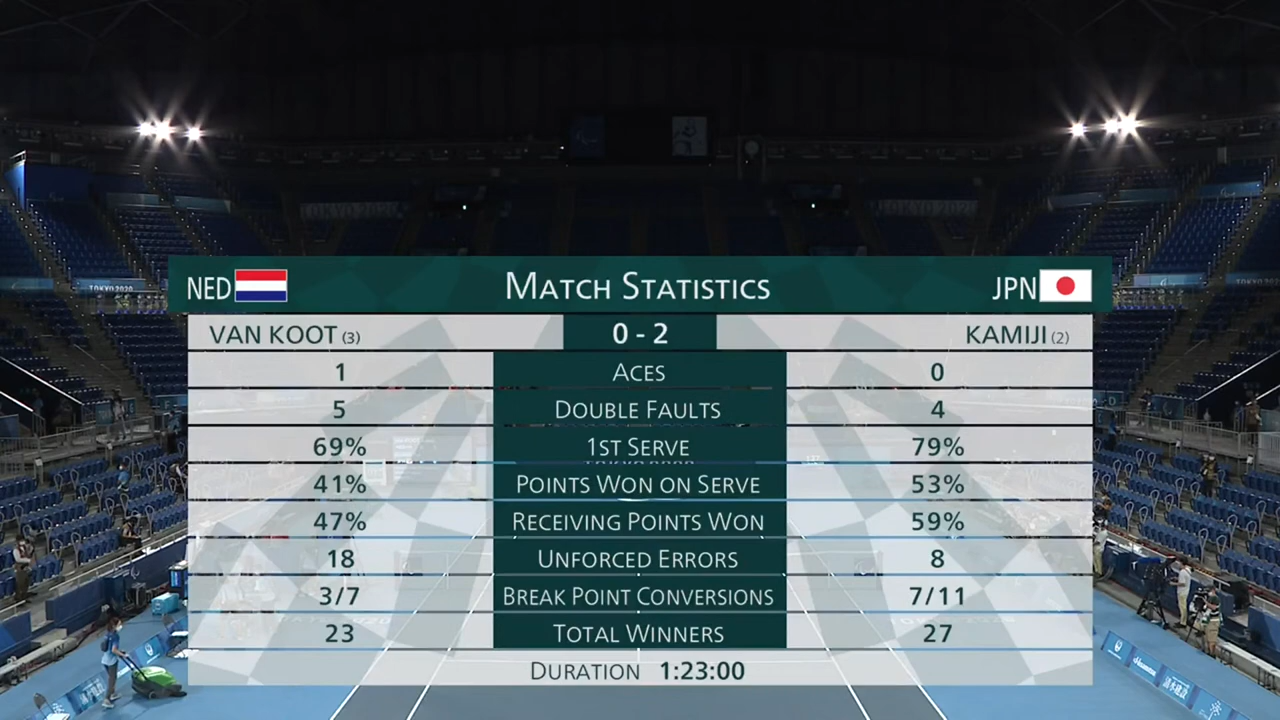 TOKYO 2020
NED MATCH STATISTICS JPN
VAN KOOT (3) 0 - 2 KAMIJI (2)
1 ACES 0
5 DOUBLE FAULTS 4
69% 1ST SERVE 79%
41% POINTS WON ON SERVE 53%
47% RECEIVING POINTS WON 59%
18 UNFORCED ERRORS 8
3/7 BREAK POINT CONVERSIONS 7/11
23 TOTAL WINNERS 27
DURATION 1:23:00